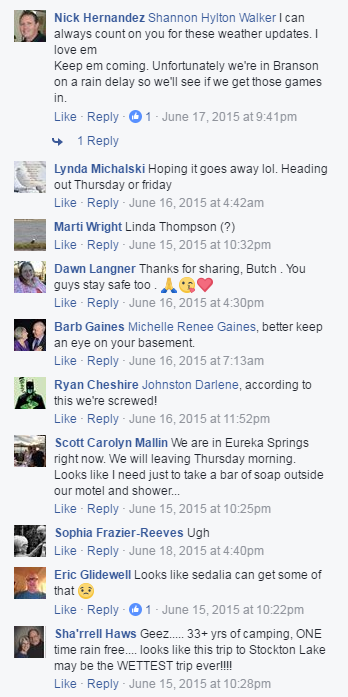 Nick Hernandez Shannon Hylton Walker I can
always count on you for these weather updates. I
love em
Keep em coming. Unfortunately we're in Branson
on a rain delay so we'll see if we get those games
in.
Like · Reply · 1 · June 17, 2015 at 9:41pm
1 Reply
Lynda Michalski Hoping it goes away lol. Heading
out Thursday or friday
Like · Reply · June 16, 2015 at 4:42am
Marti Wright Linda Thompson (?)
Like · Reply · June 15, 2015 at 10:32pm
Dawn Langner Thanks for sharing, Butch . You
guys stay safe too . 🙏😘❤️
Like · Reply · June 16, 2015 at 4:30pm
Barb Gaines Michelle Renee Gaines, better keep
an eye on your basement.
Like · Reply · June 16, 2015 at 7:13am
Ryan Cheshire Johnston Darlene, according to
this we're screwed!
Like · Reply · June 16, 2015 at 11:52pm
Scott Carolyn Mallin We are in Eureka Springs
right now. We will leaving Thursday morning.
Looks like I need just to take a bar of soap outside
our motel and shower...
Like · Reply · June 15, 2015 at 10:25pm
Sophia Frazier-Reeves Ugh
Like · Reply · June 18, 2015 at 4:40pm
Eric Glidewell Looks like sedalia can get some of
that 😒
Like · Reply · 1 · June 15, 2015 at 10:22pm
Sha'rrell Haws Geez..... 33+ yrs of camping, ONE
time rain free.... looks like this trip to Stockton Lake
may be the WETTEST trip ever!!!!
Like · Reply · June 15, 2015 at 10:28pm